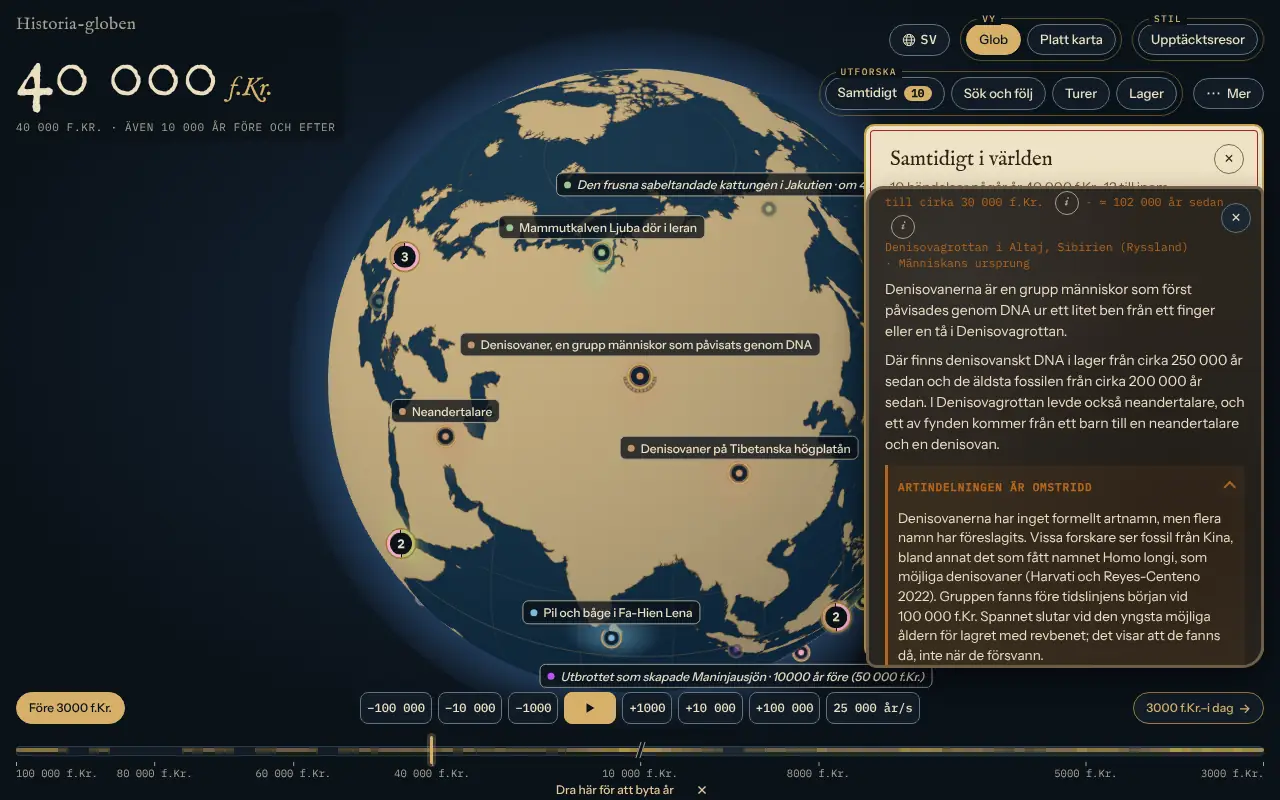 Historia-globen
40 000 f.Kr.
40 000 F.KR. · ÄVEN 10 000 ÅR FÖRE OCH EFTER
SV
VY
Glob
Platt karta
STIL
Upptäcktsresor
UTFORSKA
Samtidigt 10
Sök och följ
Turer
Lager
··· Mer
Samtidigt i världen
×
till cirka 30 000 f.Kr. i · ≈ 102 000 år sedan
i
×
Denisovagrottan i Altaj, Sibirien (Ryssland)
· Människans ursprung
Denisovanerna är en grupp människor som först
påvisades genom DNA ur ett litet ben från ett finger
eller en tå i Denisovagrottan.
Där finns denisovanskt DNA i lager från cirka 250 000 år
sedan och de äldsta fossilen från cirka 200 000 år
sedan. I Denisovagrottan levde också neandertalare, och
ett av fynden kommer från ett barn till en neandertalare
och en denisovan.
ARTINDELNINGEN ÄR OMSTRIDD
Denisovanerna har inget formellt artnamn, men flera
namn har föreslagits. Vissa forskare ser fossil från Kina,
bland annat det som fått namnet Homo longi, som
möjliga denisovaner (Harvati och Reyes-Centeno
2022). Gruppen fanns före tidslinjens början vid
100 000 f.Kr. Spannet slutar vid den yngsta möjliga
åldern för lagret med revbenet; det visar att de fanns
då, inte när de försvann.
Den frusna sabeltandade kattungen i Jakutien · om 4
Mammutkalven Ljuba dör i leran
3
Denisovaner, en grupp människor som påvisats genom DNA
Neandertalare
Denisovaner på Tibetanska högplatån
2
Pil och båge i Fa-Hien Lena
2
Utbrottet som skapade Maninjausjön · 10000 år före (50 000 f.Kr.)
Före 3000 f.Kr.
−100 000
−10 000
−1000
+1000
+10 000
+100 000
25 000 år/s
3000 f.Kr.–i dag →
100 000 f.Kr.
80 000 f.Kr.
60 000 f.Kr.
40 000 f.Kr.
10 000 f.Kr.
8000 f.Kr.
5000 f.Kr.
3000 f.Kr.
Dra här för att byta år ×